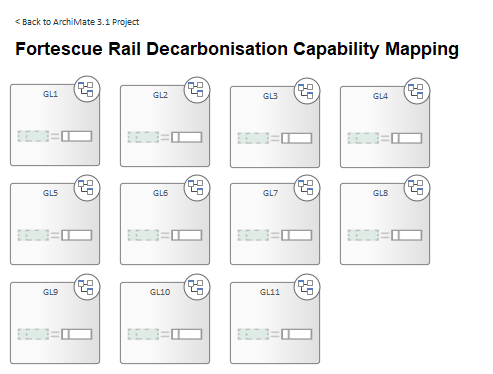 < Back to ArchiMate 3.1 Project
Fortescue Rail Decarbonisation Capability Mapping
GL1
GL2
GL3
GL4
GL5
GL6
GL7
GL8
GL9
GL10
GL11